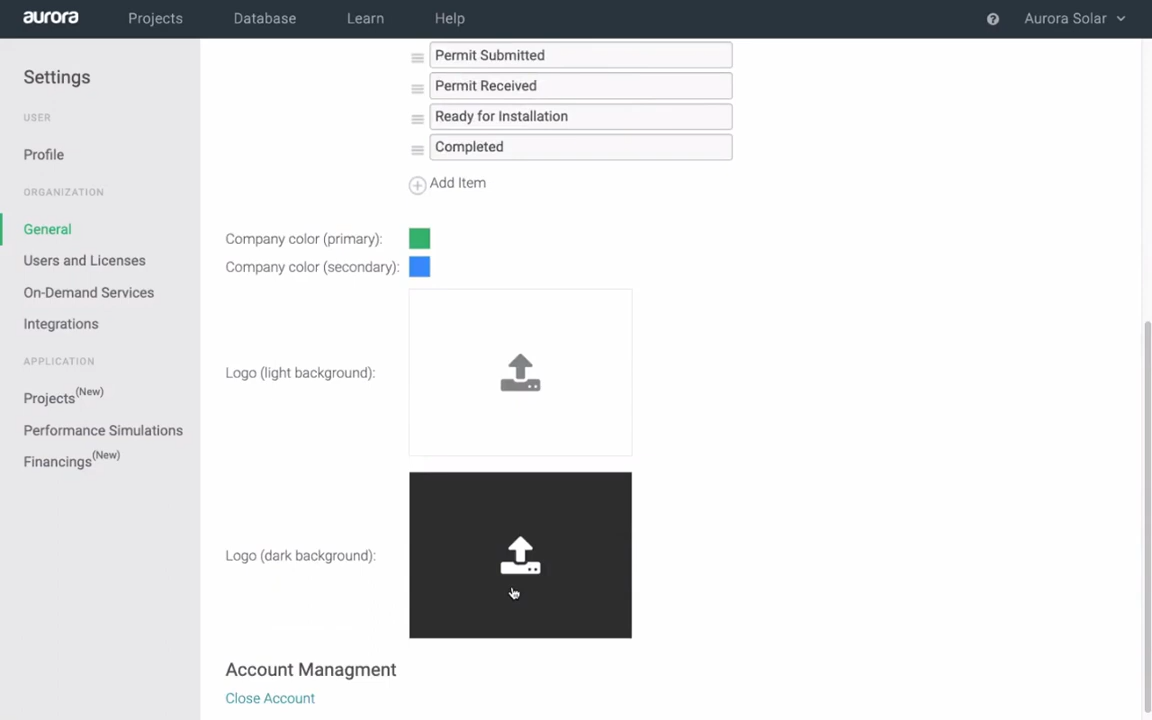 aurora Projects Database Learn Help Aurora Solar
Settings
USER
Profile
ORGANIZATION
General
Users and Licenses
On-Demand Services
Integrations
APPLICATION
Projects(New)
Performance Simulations
Financings(New)
Permit Submitted
Permit Received
Ready for Installation
Completed
Add Item
Company color (primary):
Company color (secondary):
Logo (light background):
Logo (dark background):
Account Managment
Close Account